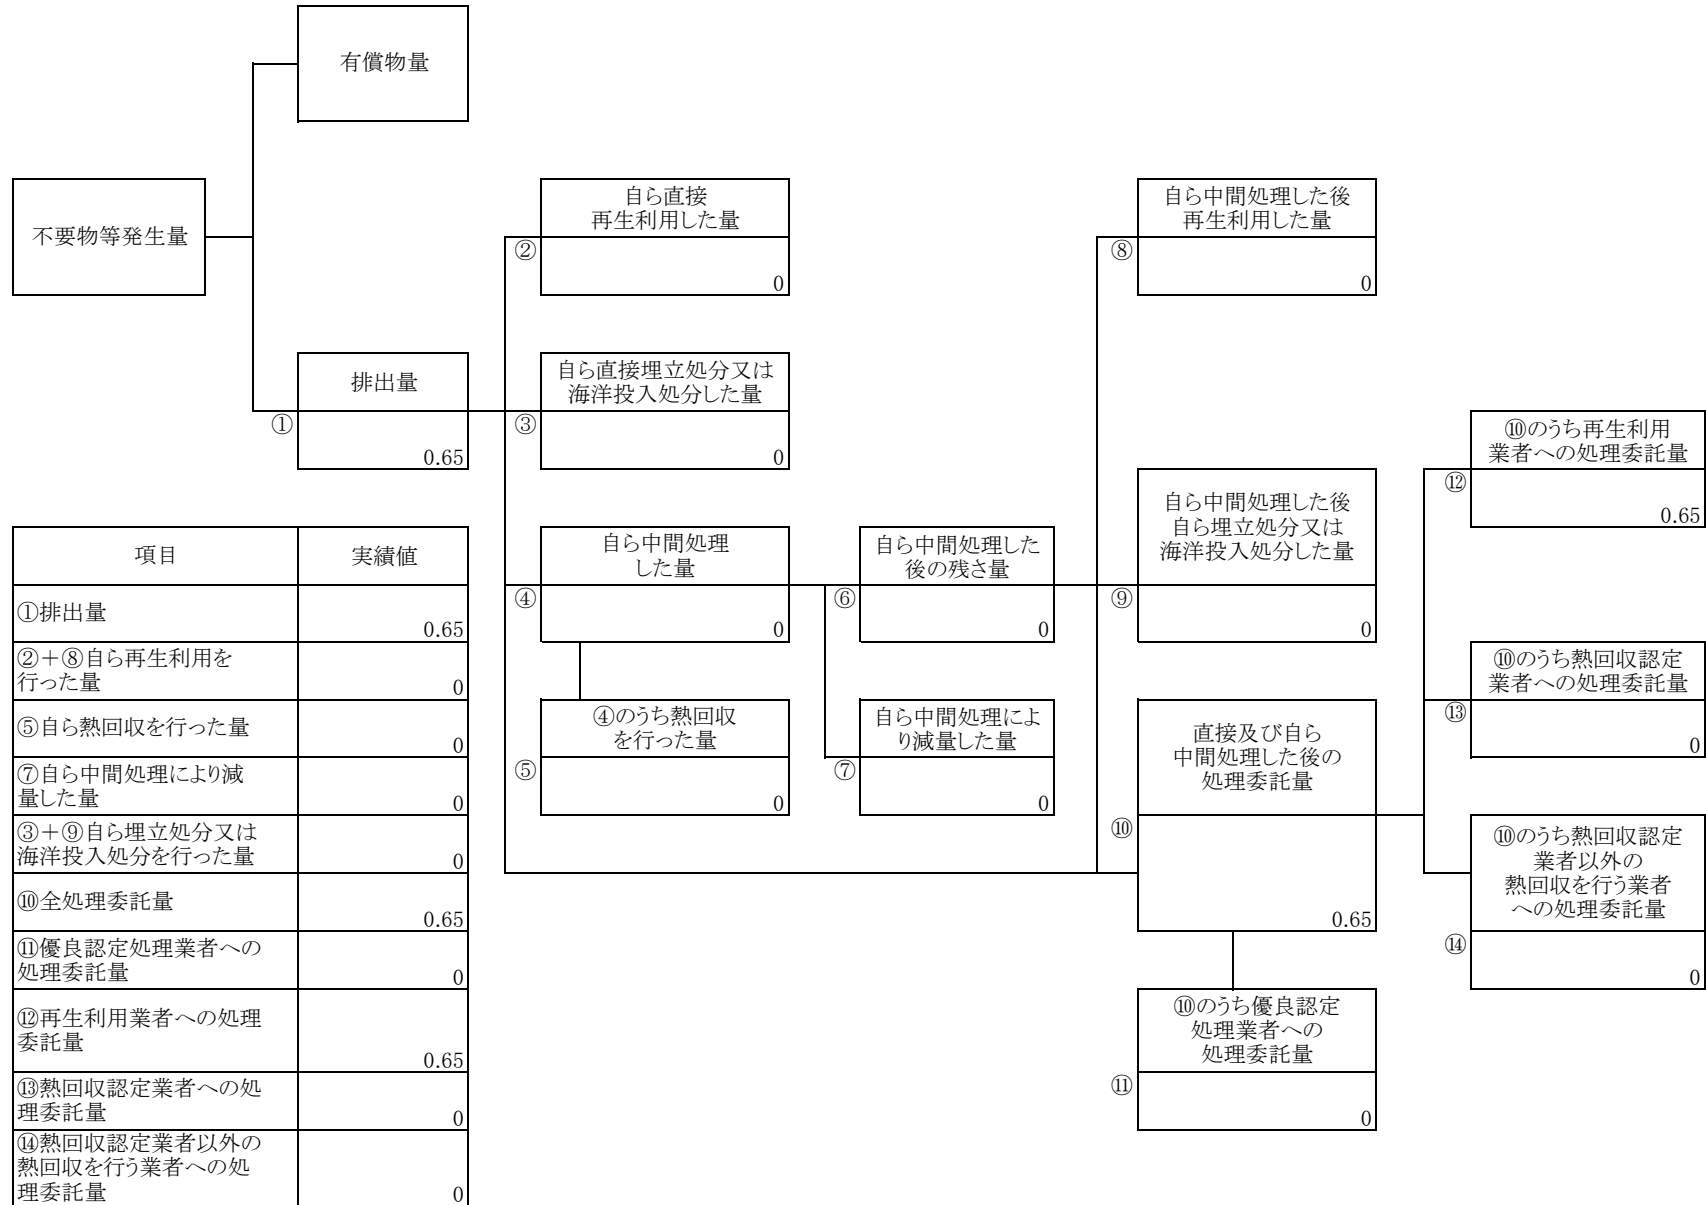 有償物量
不要物等発生量
自ら直接
再生利用した量
②
0
自ら中間処理した後
再生利用した量
⑧
0
排出量
①
0.65
自ら直接埋立処分又は
海洋投入処分した量
③
0
⑩のうち再生利用
業者への処理委託量
⑫
0.65
自ら中間処理
した量
④
0
自ら中間処理した
後の残さ量
⑥
0
自ら中間処理した後
自ら埋立処分又は
海洋投入処分した量
⑨
0
⑩のうち熱回収認定
業者への処理委託量
⑬
0
④のうち熱回収
を行った量
⑤
0
自ら中間処理によ
り減量した量
⑦
0
直接及び自ら
中間処理した後の
処理委託量
⑩
0.65
⑩のうち熱回収認定
業者以外の
熱回収を行う業者
への処理委託量
⑭
0
⑩のうち優良認定
処理業者への
処理委託量
⑪
0
項目 実績値
①排出量
0.65
②＋⑧自ら再生利用を
行った量
0
⑤自ら熱回収を行った量
0
⑦自ら中間処理により減
量した量
0
③＋⑨自ら埋立処分又は
海洋投入処分を行った量
0
⑩全処理委託量
0.65
⑪優良認定処理業者への
処理委託量
0
⑫再生利用業者への処理
委託量
0.65
⑬熱回収認定業者への処
理委託量
0
⑭熱回収認定業者以外の
熱回収を行う業者への処
理委託量
0